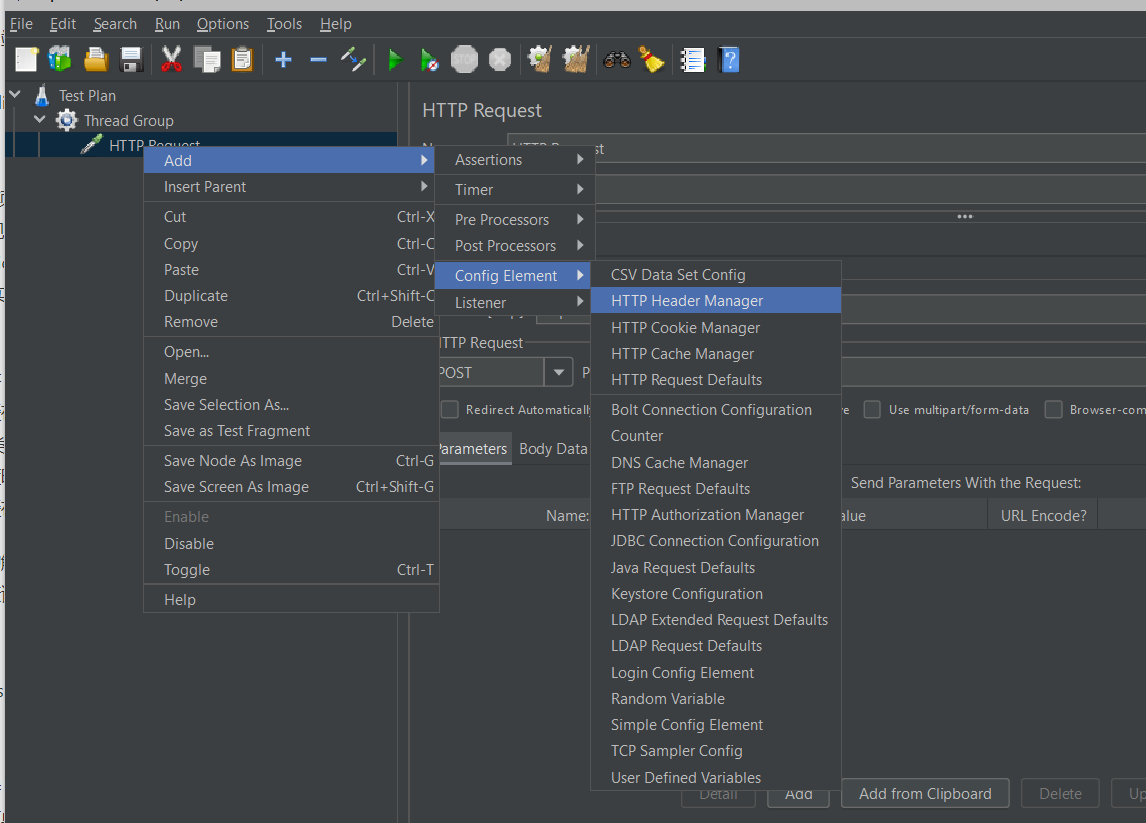 File Edit Search Run Options Tools Help
STOP
Test Plan
Thread Group
HTTP Request
HTTP Request
HTTP Request
Add
Insert Parent
Cut Ctrl-X
Copy Ctrl-C
Paste Ctrl-V
Duplicate Ctrl+Shift-C
Remove Delete
Open...
Merge
Save Selection As...
Save as Test Fragment
Save Node As Image Ctrl-G
Save Screen As Image Ctrl+Shift-G
Enable
Disable
Toggle Ctrl-T
Help
Assertions
Timer
Pre Processors
Post Processors
Config Element
Listener
CSV Data Set Config
HTTP Header Manager
HTTP Cookie Manager
HTTP Cache Manager
HTTP Request Defaults
Bolt Connection Configuration
Counter
DNS Cache Manager
FTP Request Defaults
HTTP Authorization Manager
JDBC Connection Configuration
Java Request Defaults
Keystore Configuration
LDAP Extended Request Defaults
LDAP Request Defaults
Login Config Element
Random Variable
Simple Config Element
TCP Sampler Config
User Defined Variables
HTTP Request
POST
Redirect Automatically Use multipart/form-data Browser-com
Parameters Body Data
Send Parameters With the Request:
Name: alue URL Encode?
Detail Add Add from Clipboard Delete Up